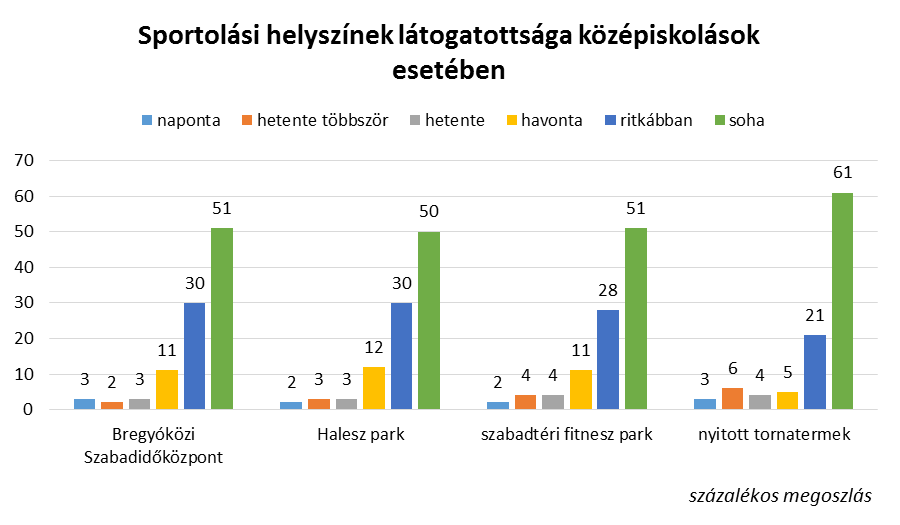 Sportolási helyszínek látogatottsága középiskolások
esetében
naponta hetente többször hetente havonta ritkábban soha
70
60
50
40
30
20
10
0
3 2 3 11 30 51
2 3 3 12 30 50
2 4 4 11 28 51
3 6 4 5 21 61
Bregyóközi
Szabadidőközpont
Halesz park
szabadtéri fitnesz park
nyitott tornatermek
százalékos megoszlás